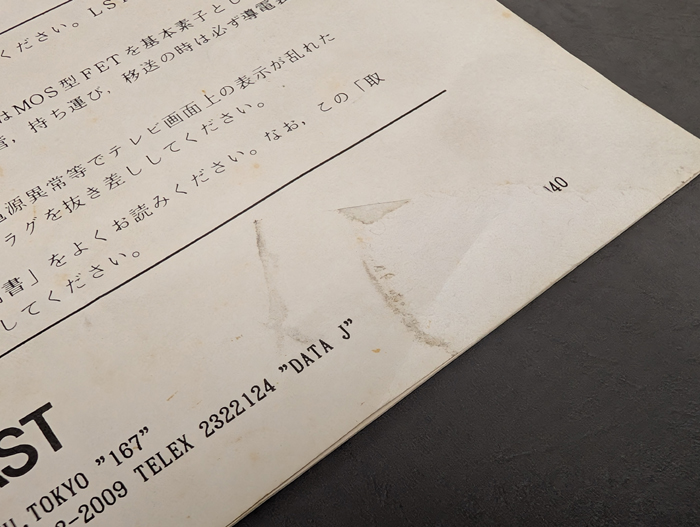 ください。LST
はMOS型FETを基本素子とし
管，持ち運び，移送の時は必ず導電
源異常等でテレビ画面上の表示が乱れた
ラグを抜き差ししてください。
書」をよくお読みください。なお，この「取
してください。
'40
TOKYO "167"
-2009 TELEX 2322124 "DATA J"